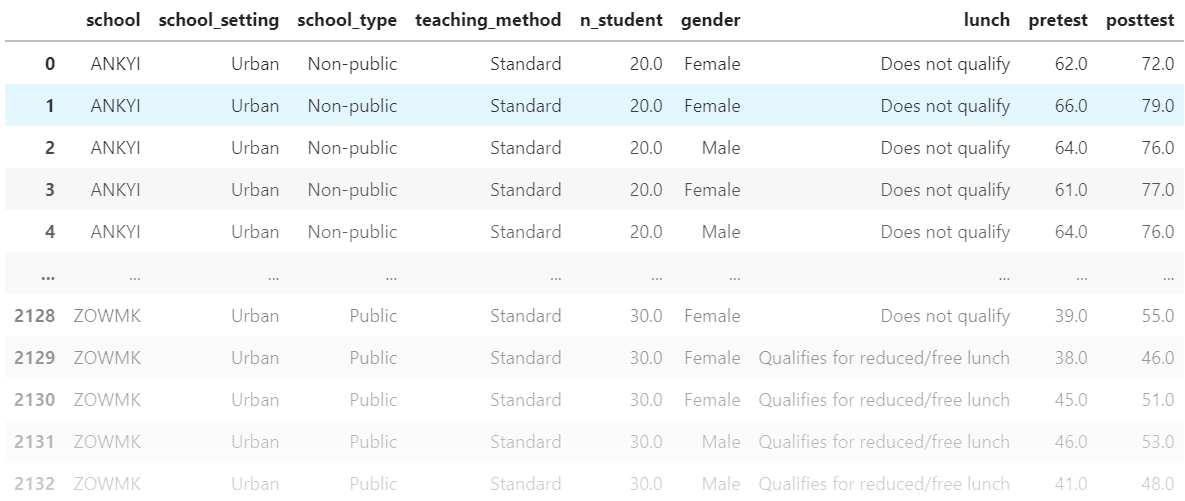 school school_setting school_type teaching_method n_student gender lunch pretest posttest
0 ANKYI Urban Non-public Standard 20.0 Female Does not qualify 62.0 72.0
1 ANKYI Urban Non-public Standard 20.0 Female Does not qualify 66.0 79.0
2 ANKYI Urban Non-public Standard 20.0 Male Does not qualify 64.0 76.0
3 ANKYI Urban Non-public Standard 20.0 Female Does not qualify 61.0 77.0
4 ANKYI Urban Non-public Standard 20.0 Male Does not qualify 64.0 76.0
... ... ... ... ... ... ... ... ... ...
2128 ZOWMK Urban Public Standard 30.0 Female Does not qualify 39.0 55.0
2129 ZOWMK Urban Public Standard 30.0 Female Qualifies for reduced/free lunch 38.0 46.0
2130 ZOWMK Urban Public Standard 30.0 Female Qualifies for reduced/free lunch 45.0 51.0
2131 ZOWMK Urban Public Standard 30.0 Male Qualifies for reduced/free lunch 46.0 53.0
2132 ZOWMK Urban Public Standard 30.0 Male Qualifies for reduced/free lunch 41.0 48.0